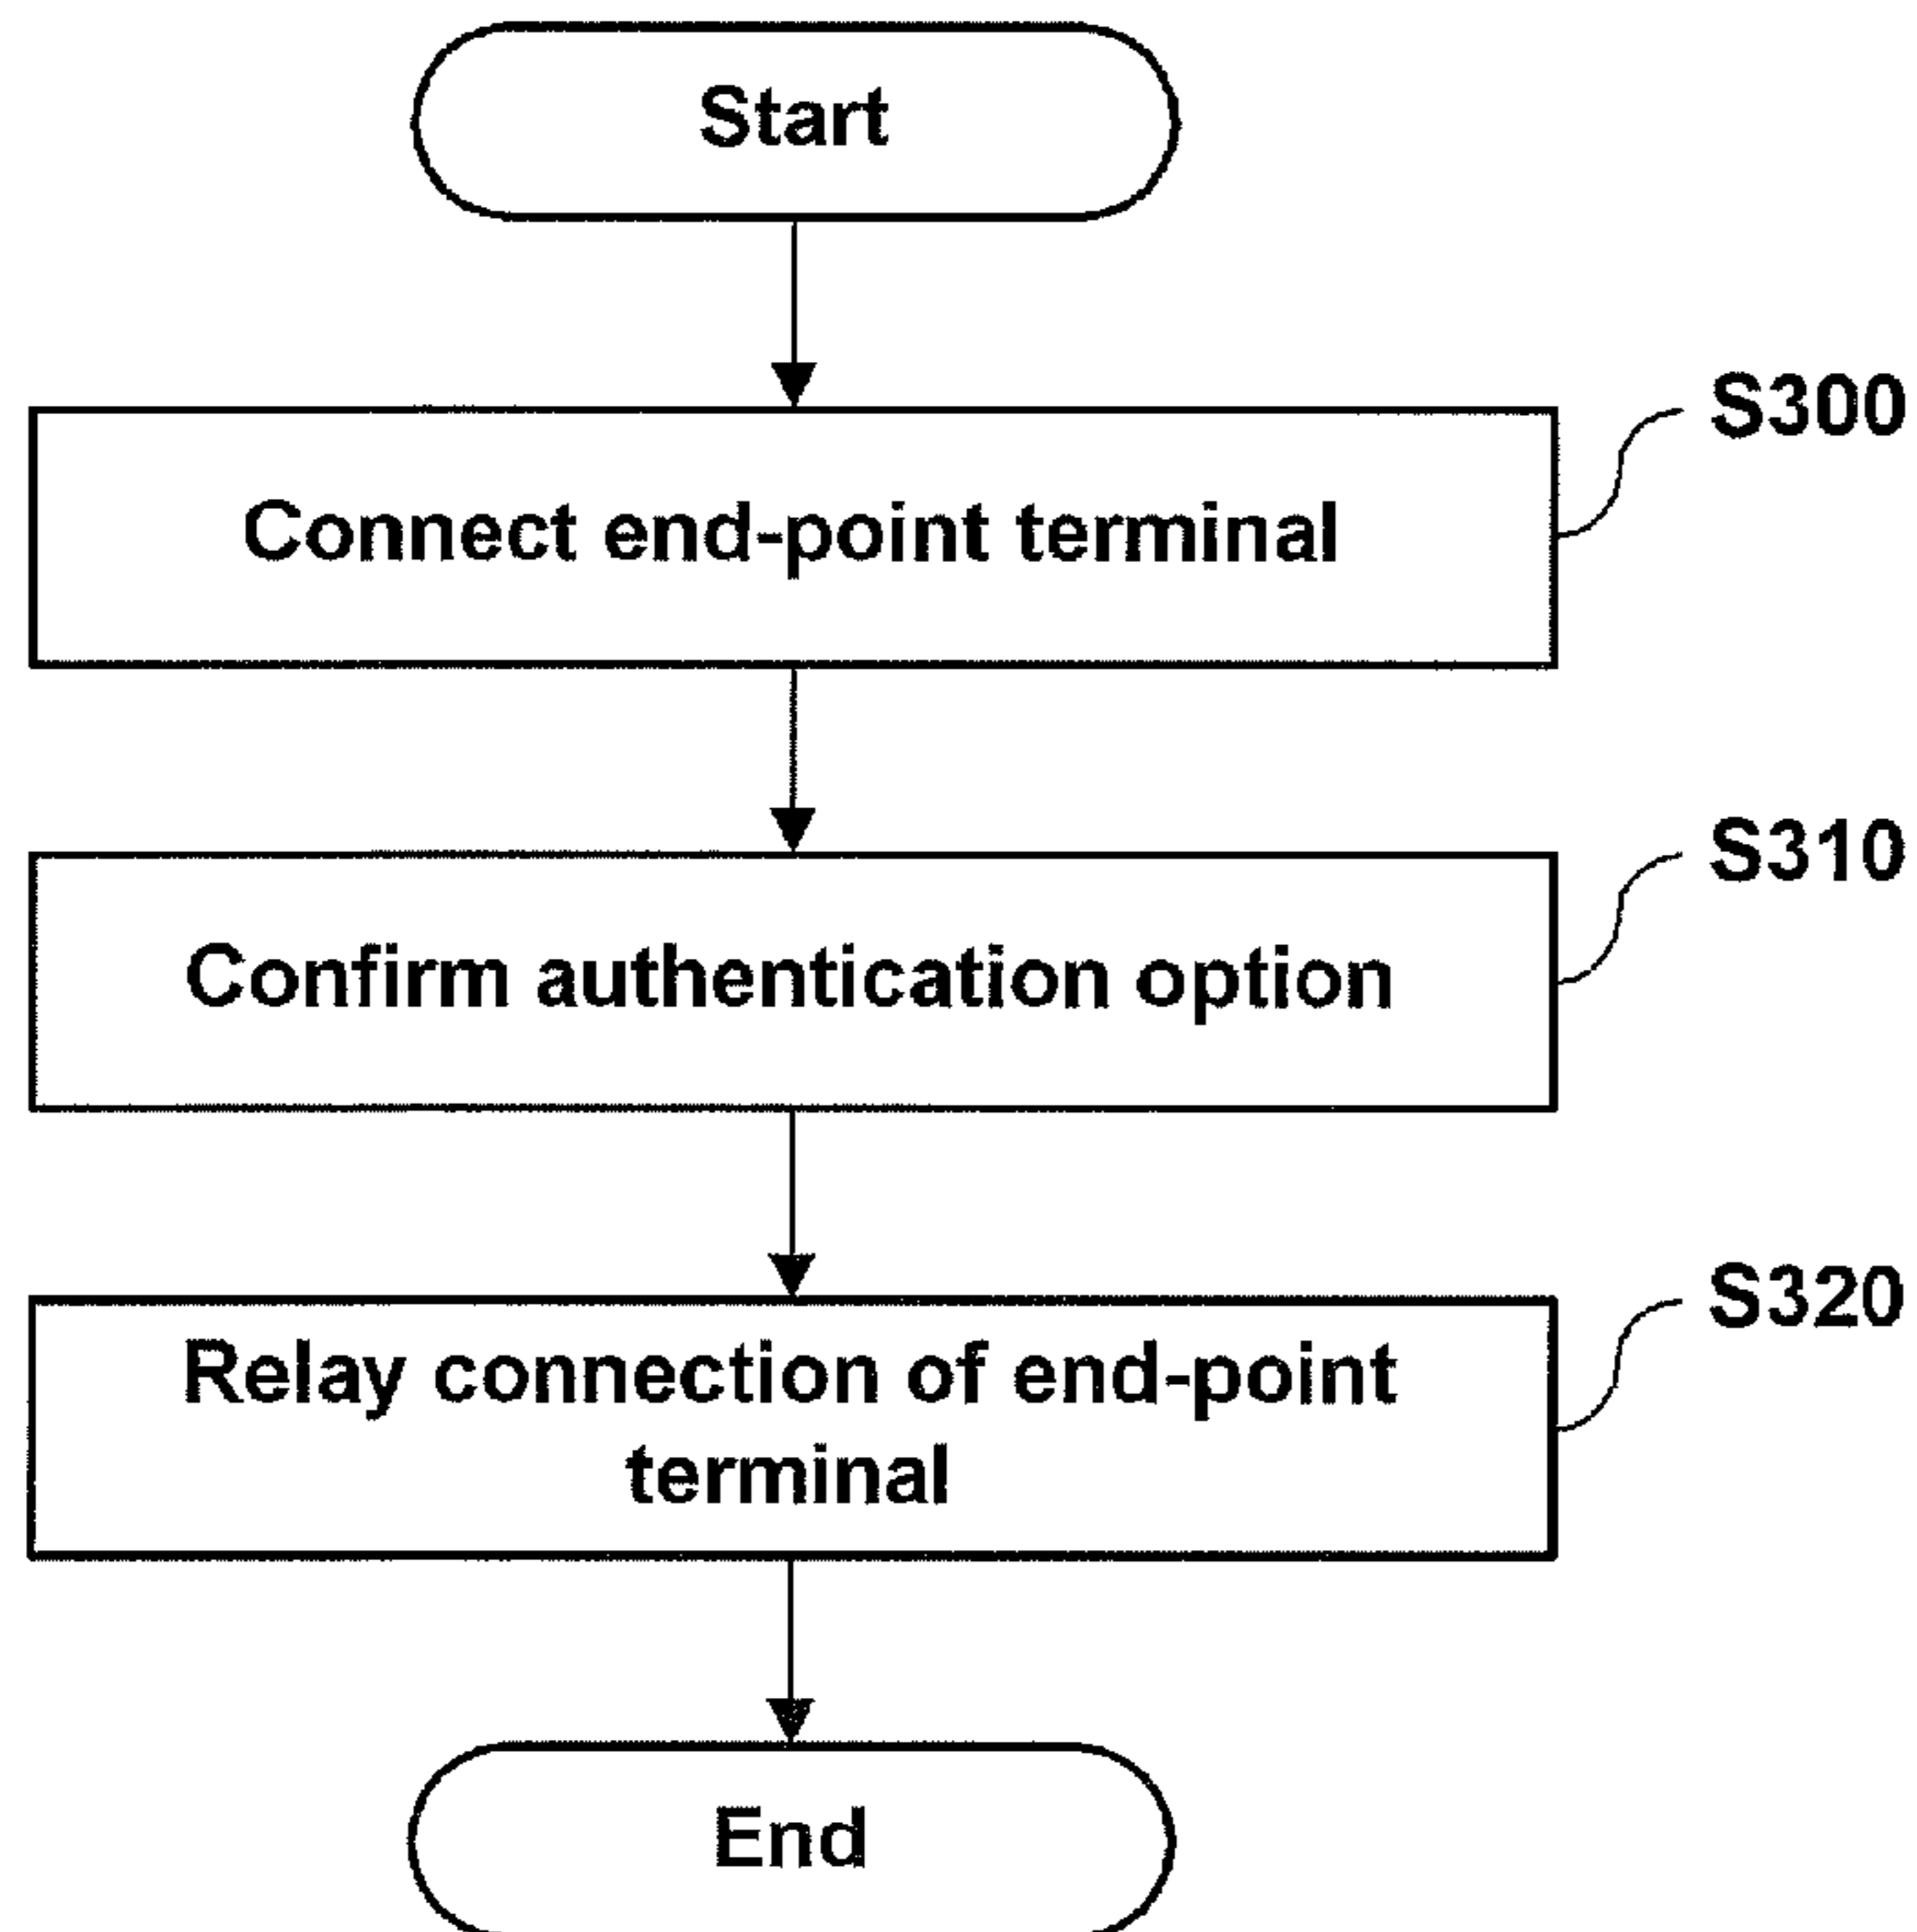 Start
S300
Connect end-point terminal
S310
Confirm authentication option
S320
Relay connection of end-point
terminal
End